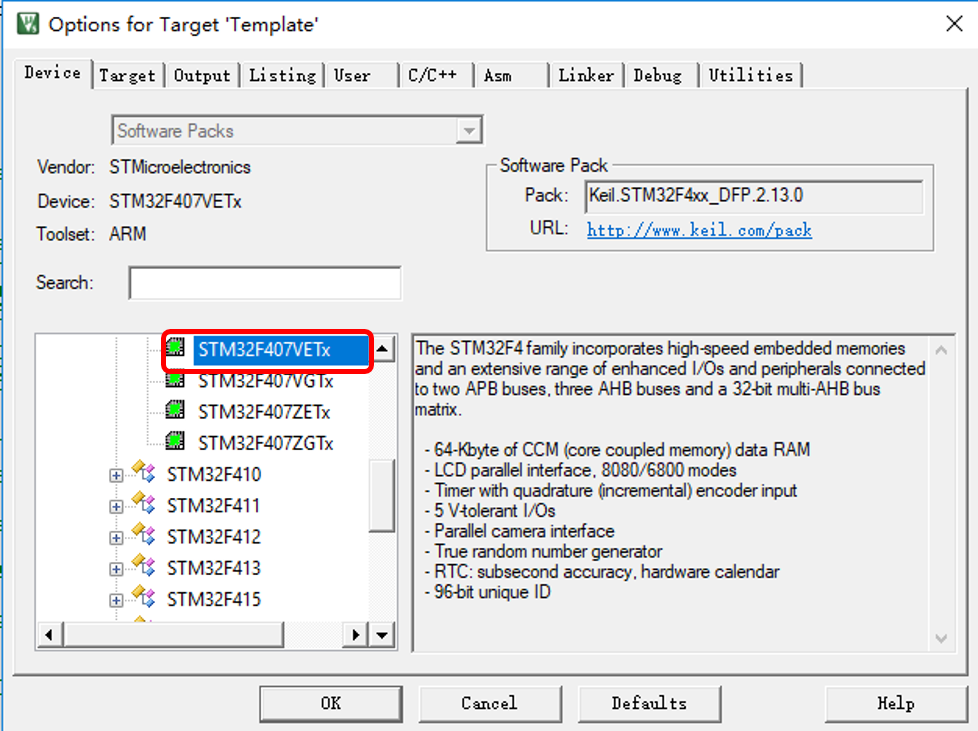 Options for Target 'Template'
Device Target Output Listing User C/C++ Asm Linker Debug Utilities
Software Packs
Vendor: STMicroelectronics
Device: STM32F407VETx
Toolset: ARM
Software Pack
Pack: Keil.STM32F4xx_DFP.2.13.0
URL: http://www.keil.com/pack
Search:
STM32F407VETx
STM32F407VGTx
STM32F407ZETx
STM32F407ZGTx
STM32F410
STM32F411
STM32F412
STM32F413
STM32F415
The STM32F4 family incorporates high-speed embedded memories
and an extensive range of enhanced I/Os and peripherals connected
to two APB buses, three AHB buses and a 32-bit multi-AHB bus
matrix.
- 64-Kbyte of CCM (core coupled memory) data RAM
- LCD parallel interface, 8080/6800 modes
- Timer with quadrature (incremental) encoder input
- 5 V-tolerant I/Os
- Parallel camera interface
- True random number generator
- RTC: subsecond accuracy, hardware calendar
- 96-bit unique ID
OK Cancel Defaults Help